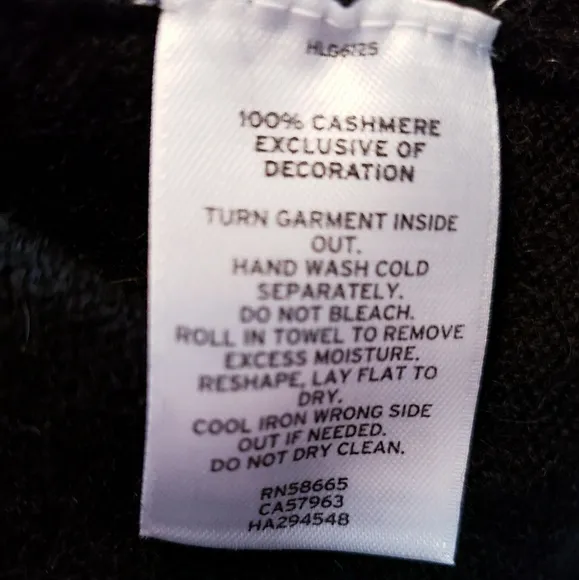 HLG6125
100% CASHMERE
EXCLUSIVE OF
DECORATION
TURN GARMENT INSIDE
OUT.
HAND WASH COLD
SEPARATELY.
DO NOT BLEACH.
ROLL IN TOWEL TO REMOVE
EXCESS MOISTURE.
RESHAPE, LAY FLAT TO
DRY.
COOL IRON WRONG SIDE
OUT IF NEEDED.
DO NOT DRY CLEAN.
RN58665
CA57963
HA294548